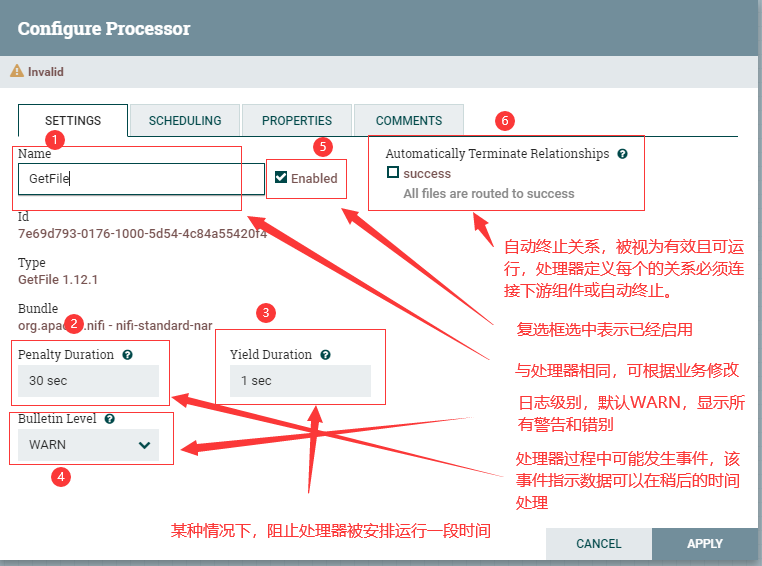 Configure Processor
Invalid
SETTINGS
SCHEDULING
PROPERTIES
COMMENTS
1
5
6
Name
GetFile
Enabled
Automatically Terminate Relationships ?
success
All files are routed to success
Id
7e69d793-0176-1000-5d54-4c84a55420f4
自动终止关系，被视为有效且可运
行，处理器定义每个的关系必须连
接下游组件或自动终止。
Type
GetFile 1.12.1
Bundle
org.apache.nifi - nifi-standard-nar
2
3
复选框选中表示已经启用
Penalty Duration ?
30 sec
Yield Duration ?
1 sec
与处理器相同，可根据业务修改
Bulletin Level ?
WARN
4
日志级别，默认WARN，显示所
有警告和错别
处理器过程中可能发生事件，该
事件指示数据可以在稍后的时间
处理
某种情况下，阻止处理器被安排运行一段时间
CANCEL
APPLY